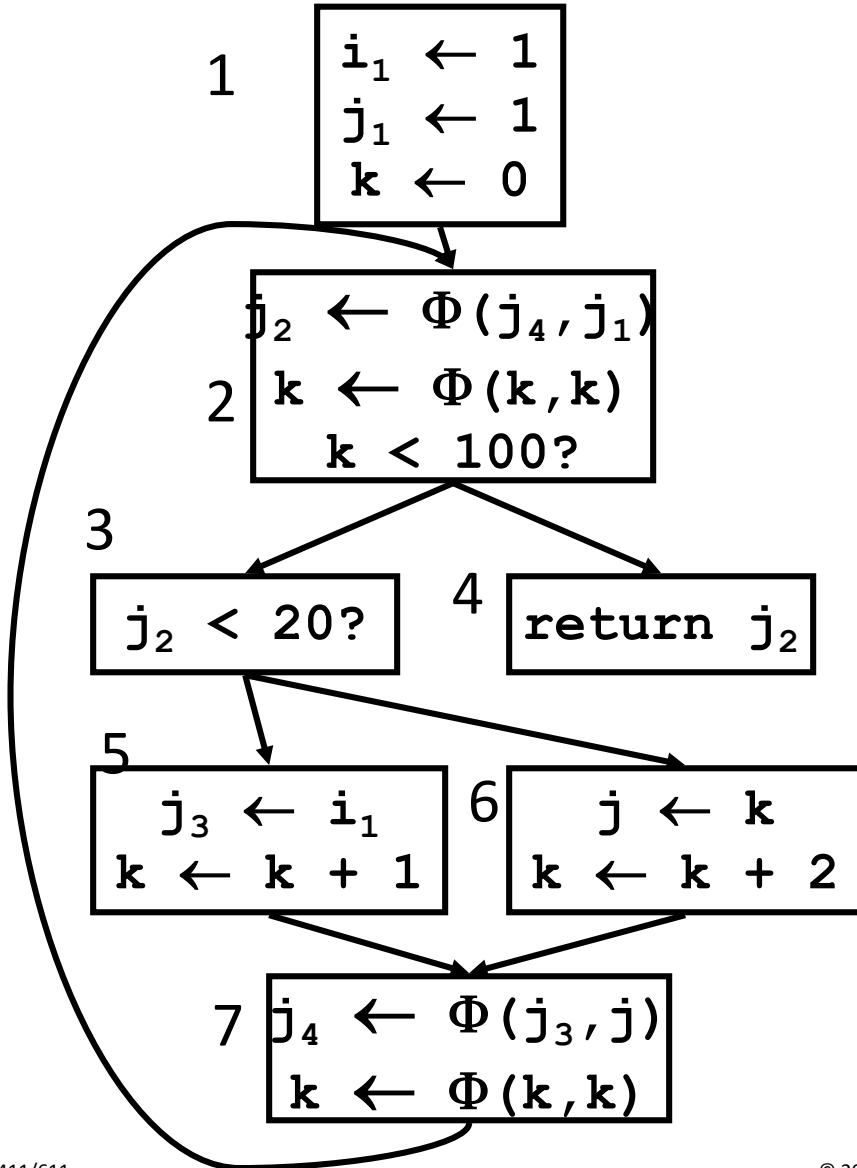 1
i₁ ← 1
j₁ ← 1
k ← 0
2
j₂ ← Φ(j₄,j₁)
k ← Φ(k,k)
k < 100?
3
j₂ < 20?
4
return j₂
5
j₃ ← i₁
k ← k + 1
6
j ← k
k ← k + 2
7
j₄ ← Φ(j₃,j)
k ← Φ(k,k)